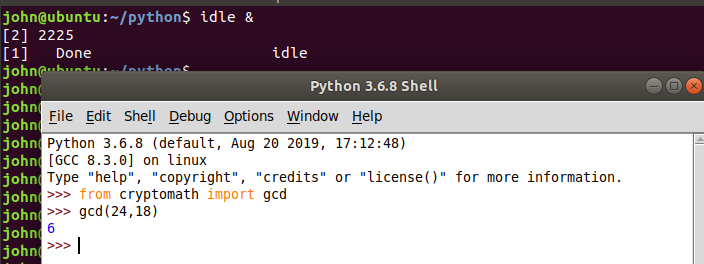 john@ubuntu:~/python$ idle &
[2] 2225
[1]   Done                    idle
john@ubuntu:~/python$
john@
Python 3.6.8 Shell
john@
File Edit Shell Debug Options Window Help
john@
Python 3.6.8 (default, Aug 20 2019, 17:12:48)
john@
[GCC 8.3.0] on linux
john@
Type "help", "copyright", "credits" or "license()" for more information.
john@
>>> from cryptomath import gcd
john@
>>> gcd(24,18)
john@
6
john@
>>>
john@
john@